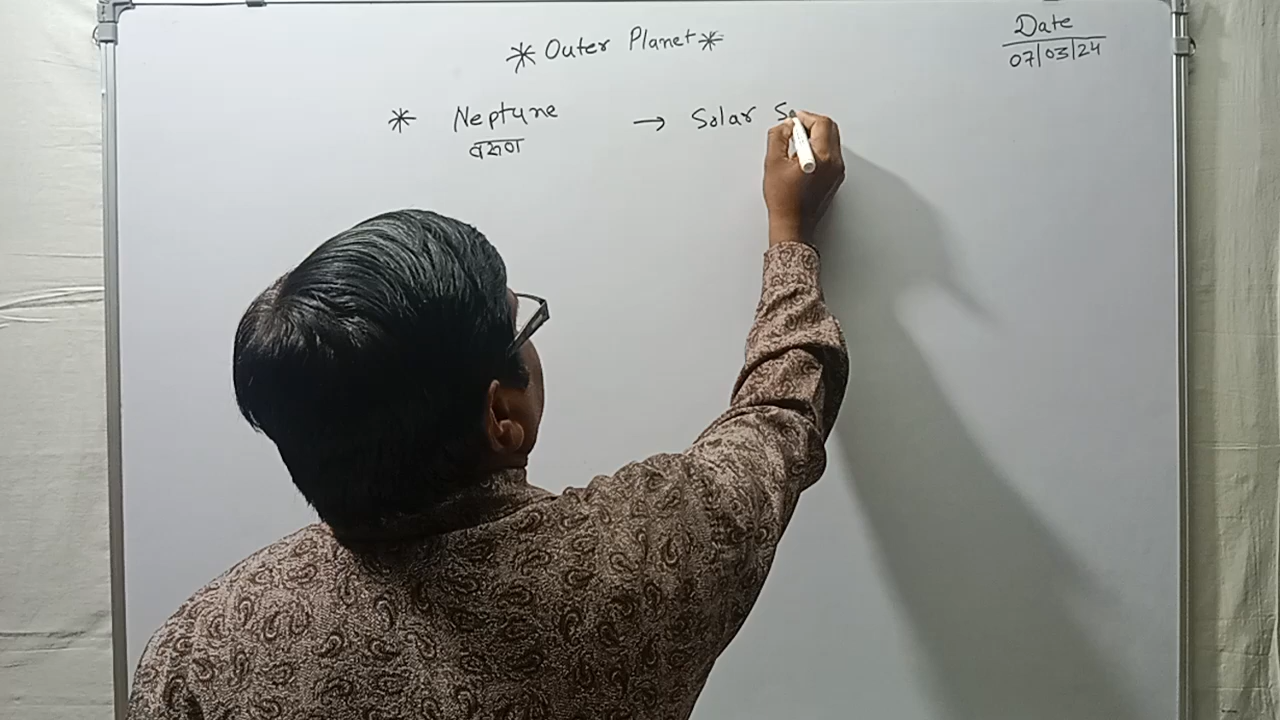 * Outer Planet *
Date
07/03/24
* Neptune → Solar S
वरुण